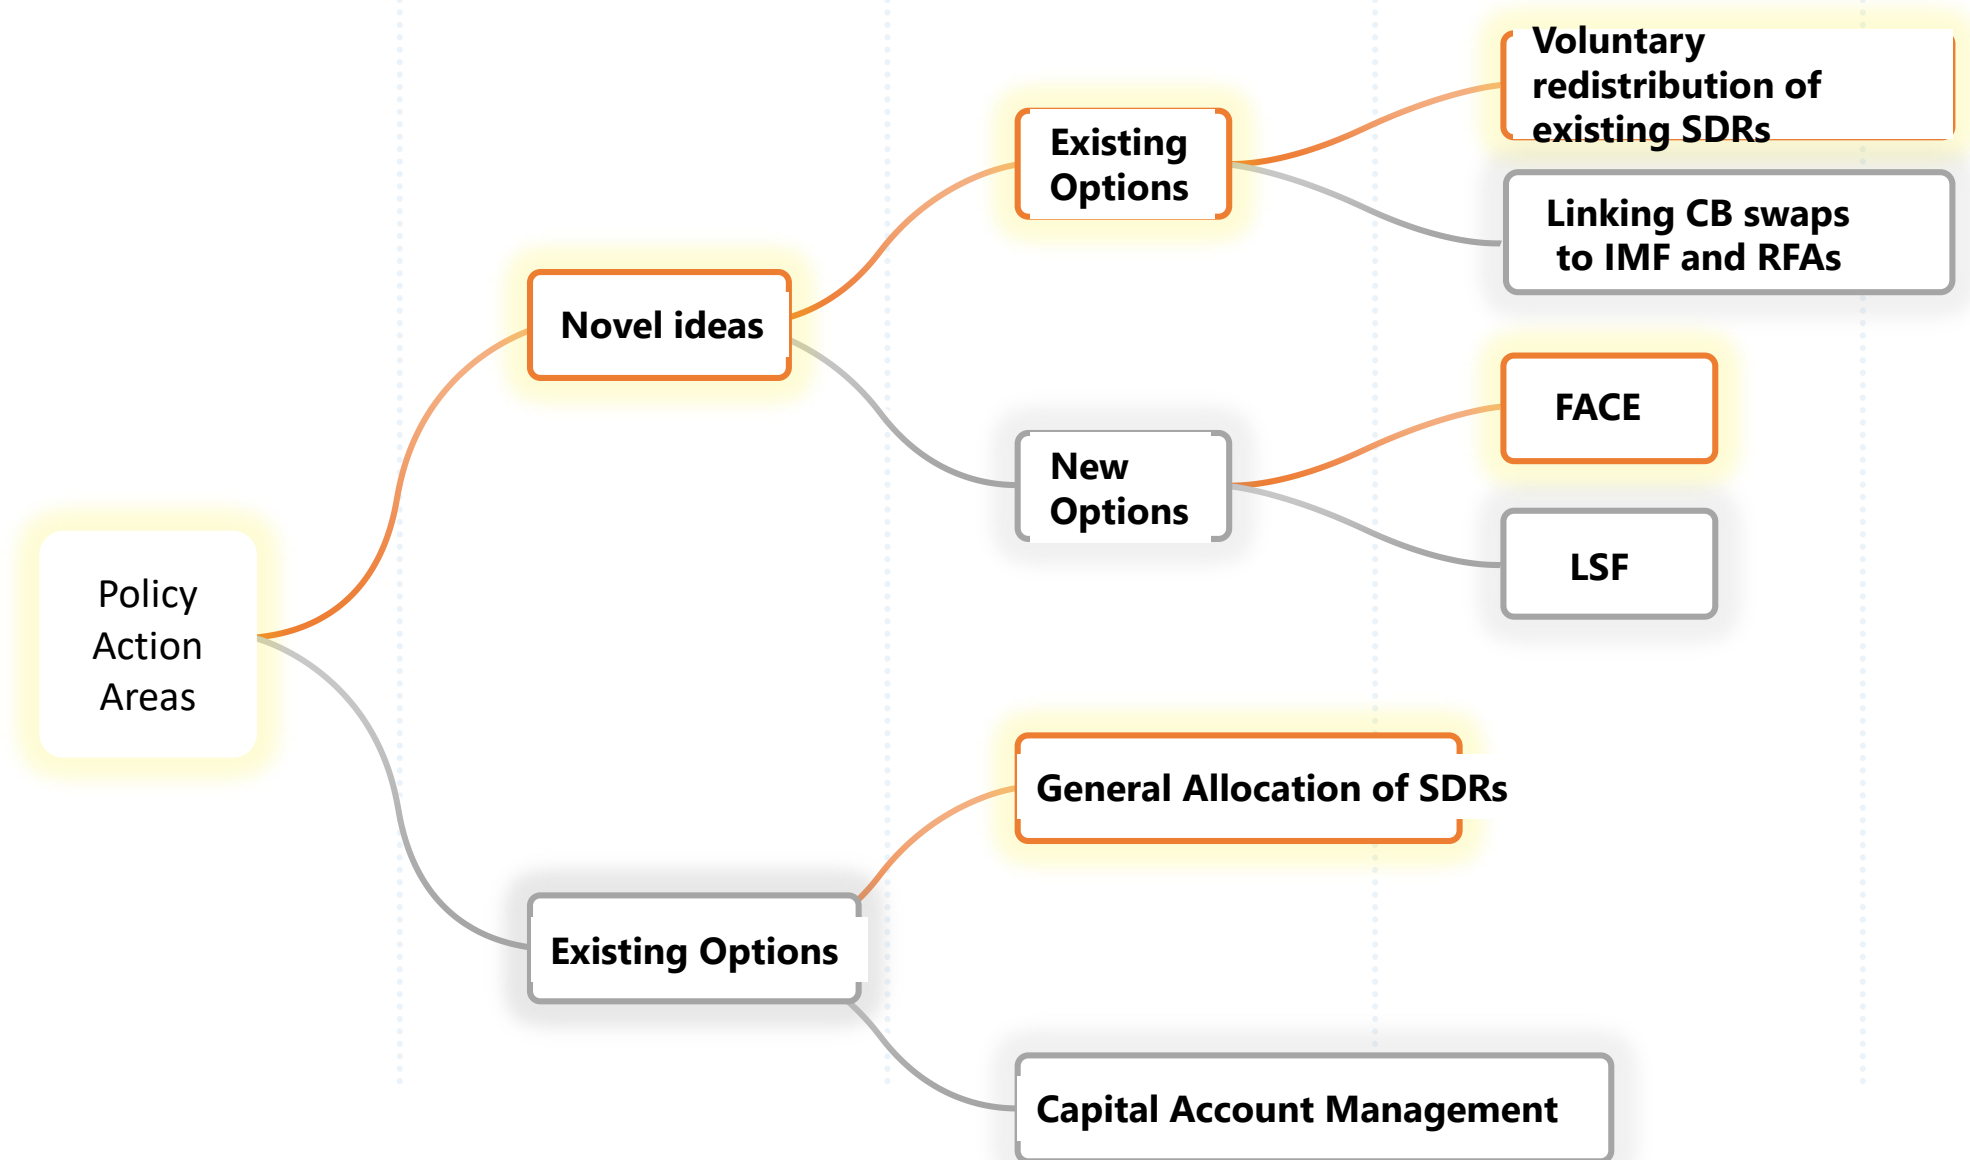 Voluntary
redistribution of
existing SDRs
Existing
Options
Linking CB swaps
to IMF and RFAs
Novel ideas
FACE
New
Options
LSF
Policy
Action
Areas
General Allocation of SDRs
Existing Options
Capital Account Management